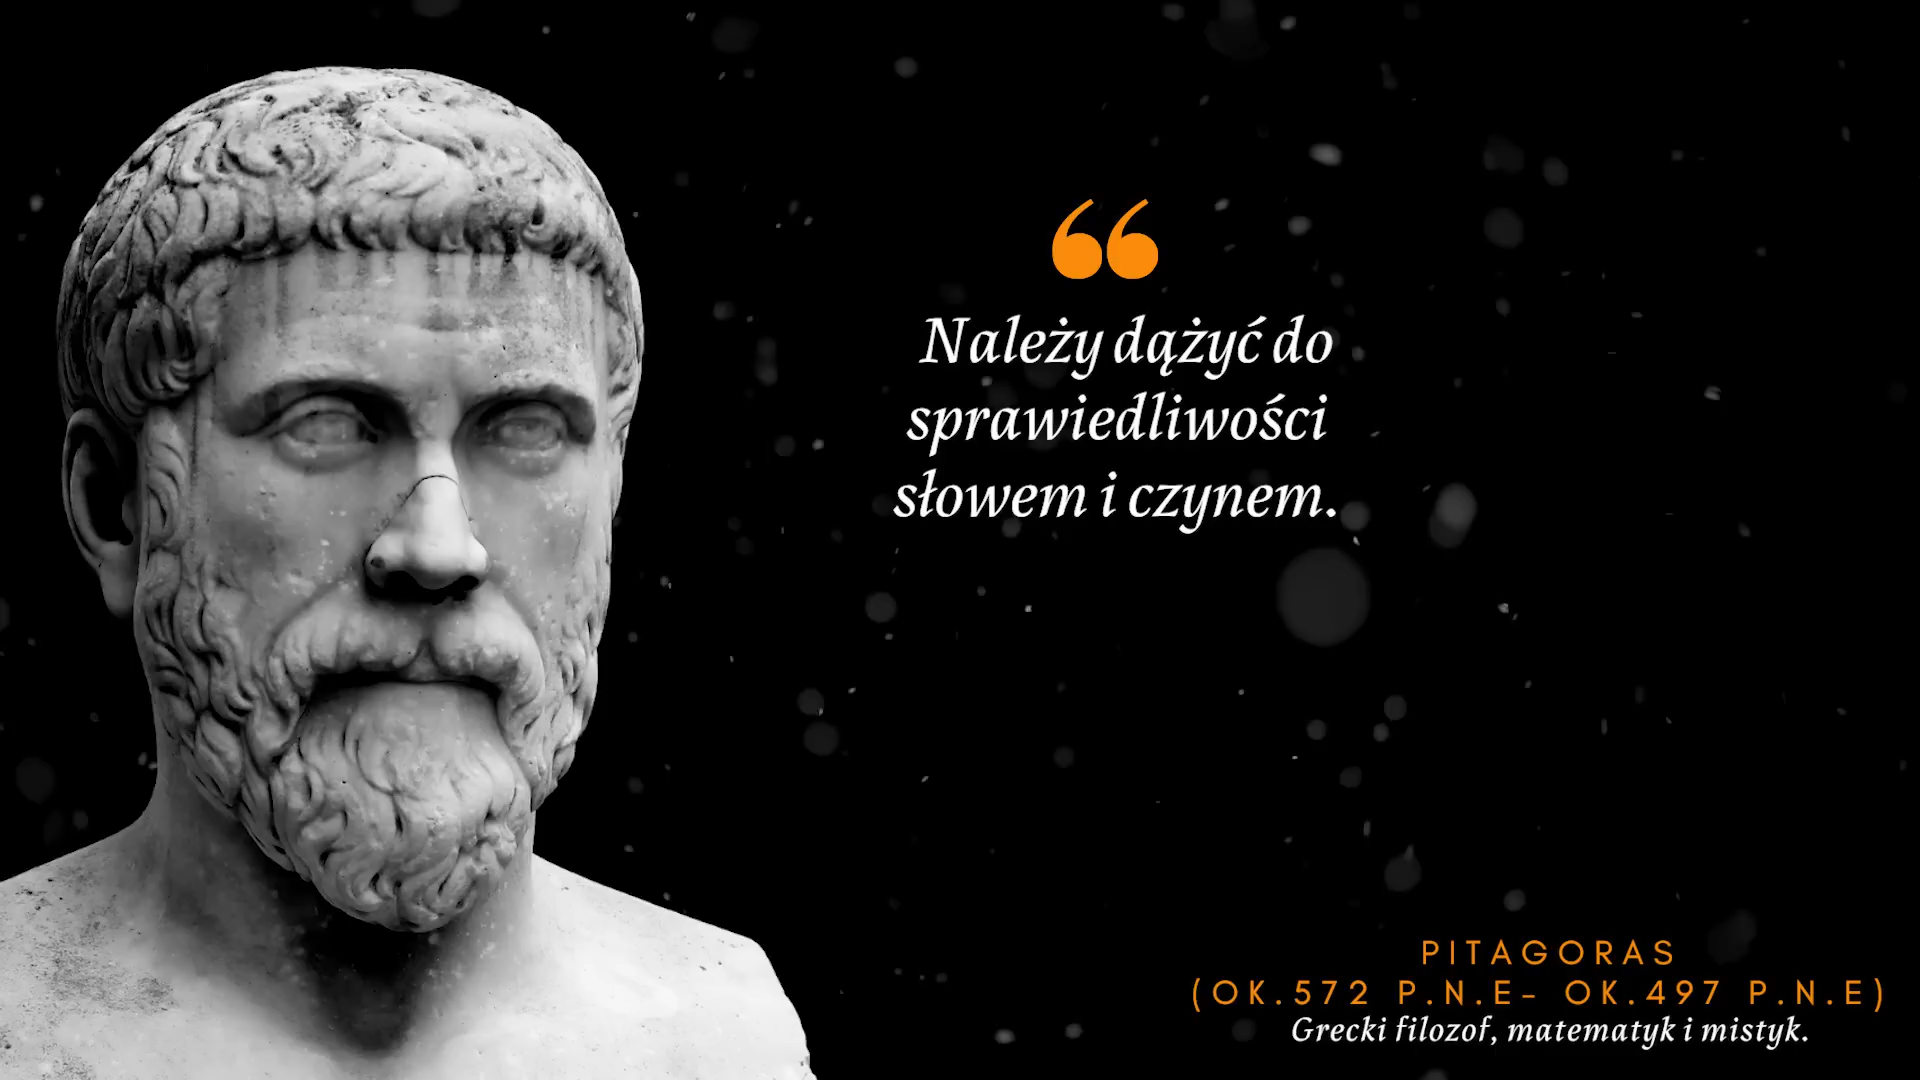 “
Należy dążyć do
sprawiedliwości
słowem i czynem.
PITAGORAS
(OK.572 P.N.E- OK.497 P.N.E)
Grecki filozof, matematyk i mistyk.